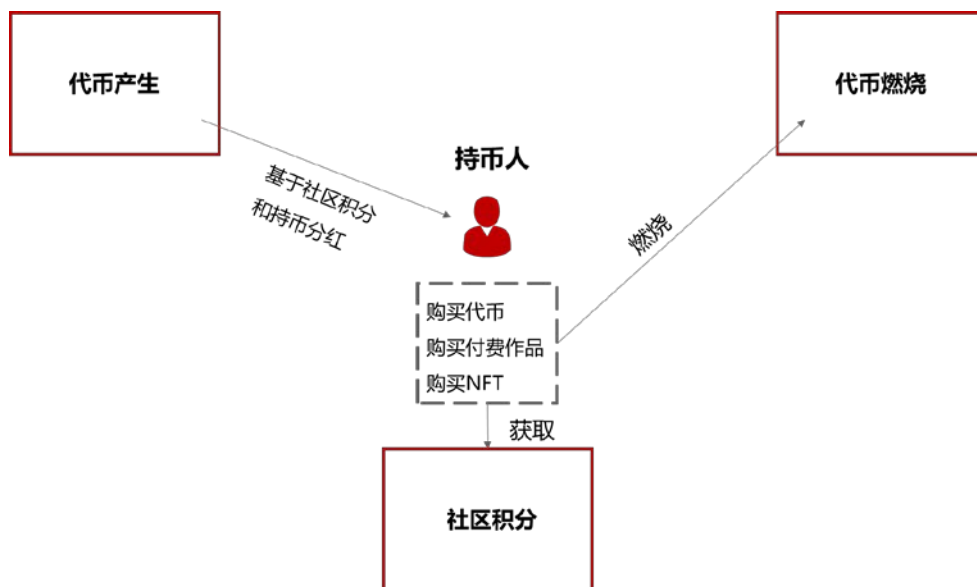 代币产生
代币燃烧
持币人
基于社区积分
和持币分红
燃烧
购买代币
购买付费作品
购买NFT
获取
社区积分